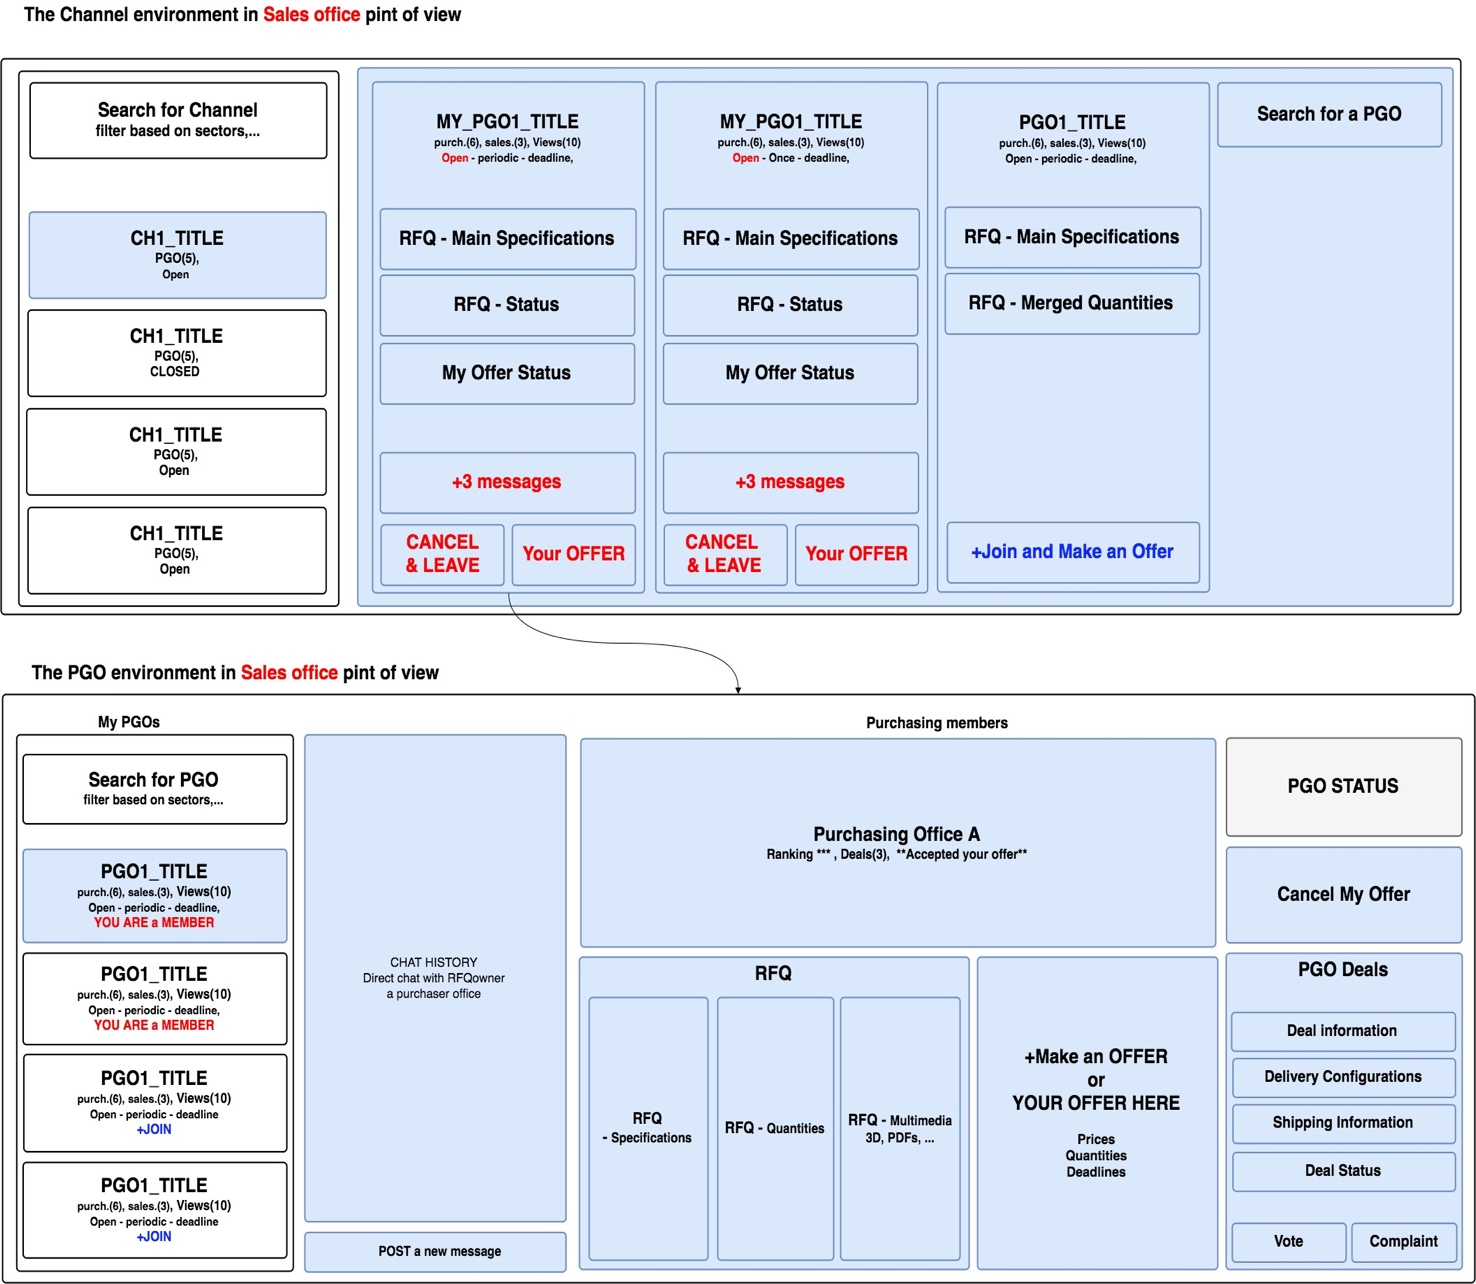 The Channel environment in Sales office pint of view
Search for Channel
filter based on sectors,...
CH1_TITLE
PGO(5),
Open
CH1_TITLE
PGO(5),
CLOSED
CH1_TITLE
PGO(5),
Open
CH1_TITLE
PGO(5),
Open
MY_PGO1_TITLE
purch.(6), sales.(3), Views(10)
Open - periodic - deadline,
RFQ - Main Specifications
RFQ - Status
My Offer Status
+3 messages
CANCEL
& LEAVE
Your OFFER
MY_PGO1_TITLE
purch.(6), sales.(3), Views(10)
Open - Once - deadline,
RFQ - Main Specifications
RFQ - Status
My Offer Status
+3 messages
CANCEL
& LEAVE
Your OFFER
PGO1_TITLE
purch.(6), sales.(3), Views(10)
Open - periodic - deadline,
RFQ - Main Specifications
RFQ - Merged Quantities
+Join and Make an Offer
Search for a PGO
The PGO environment in Sales office pint of view
My PGOs
Search for PGO
filter based on sectors,...
PGO1_TITLE
purch.(6), sales.(3), Views(10)
Open - periodic - deadline,
YOU ARE a MEMBER
PGO1_TITLE
purch.(6), sales.(3), Views(10)
Open - periodic - deadline,
YOU ARE a MEMBER
PGO1_TITLE
purch.(6), sales.(3), Views(10)
Open - periodic - deadline
+JOIN
PGO1_TITLE
purch.(6), sales.(3), Views(10)
Open - periodic - deadline
+JOIN
CHAT HISTORY
Direct chat with RFQowner
a purchaser office
POST a new message
Purchasing members
Purchasing Office A
Ranking *** , Deals(3), **Accepted your offer**
RFQ
RFQ
- Specifications
RFQ - Quantities
RFQ - Multimedia
3D, PDFs, ...
+Make an OFFER
or
YOUR OFFER HERE
Prices
Quantities
Deadlines
PGO STATUS
Cancel My Offer
PGO Deals
Deal information
Delivery Configurations
Shipping Information
Deal Status
Vote
Complaint